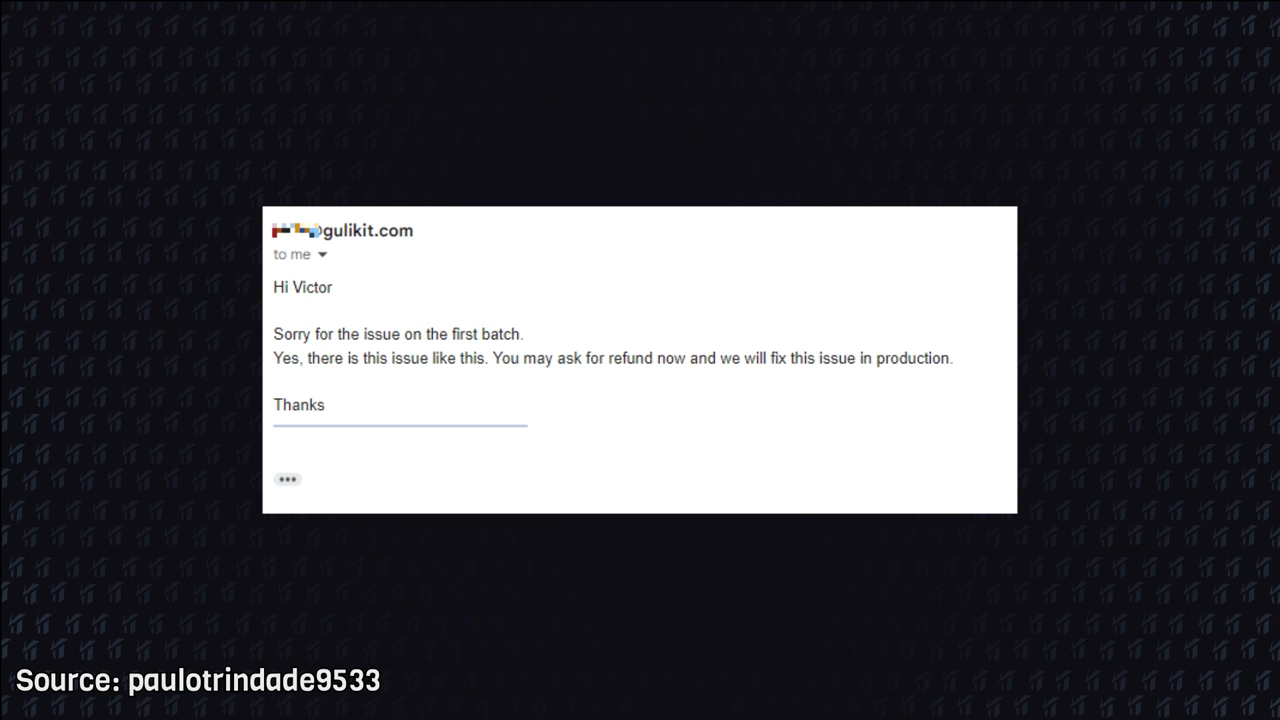 @gulikit.com
to me
Hi Victor
Sorry for the issue on the first batch.
Yes, there is this issue like this. You may ask for refund now and we will fix this issue in production.
Thanks
Source: paulotrindade9533